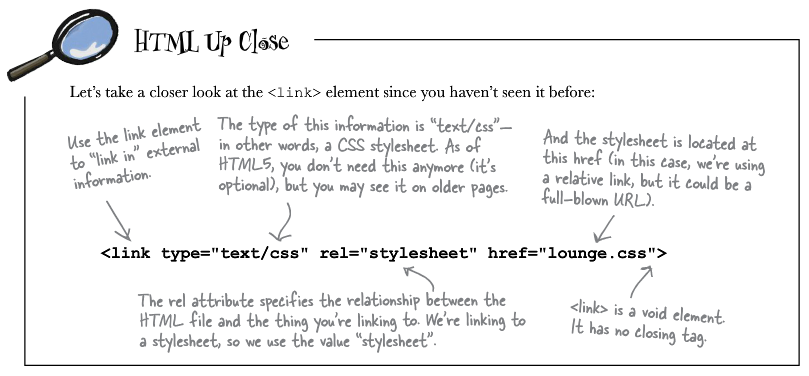 HTML Up Close
Let's take a closer look at the <link> element since you haven't seen it before:
Use the link element
to "link in" external
information.
The type of this information is "text/css"—
in other words, a CSS stylesheet. As of
HTML5, you don't need this anymore (it's
optional), but you may see it on older pages.
And the stylesheet is located at
this href (in this case, we're using
a relative link, but it could be a
full-blown URL).
<link type="text/css" rel="stylesheet" href="lounge.css">
The rel attribute specifies the relationship between the
HTML file and the thing you're linking to. We're linking to
a stylesheet, so we use the value "stylesheet".
<link> is a void element.
It has no closing tag.